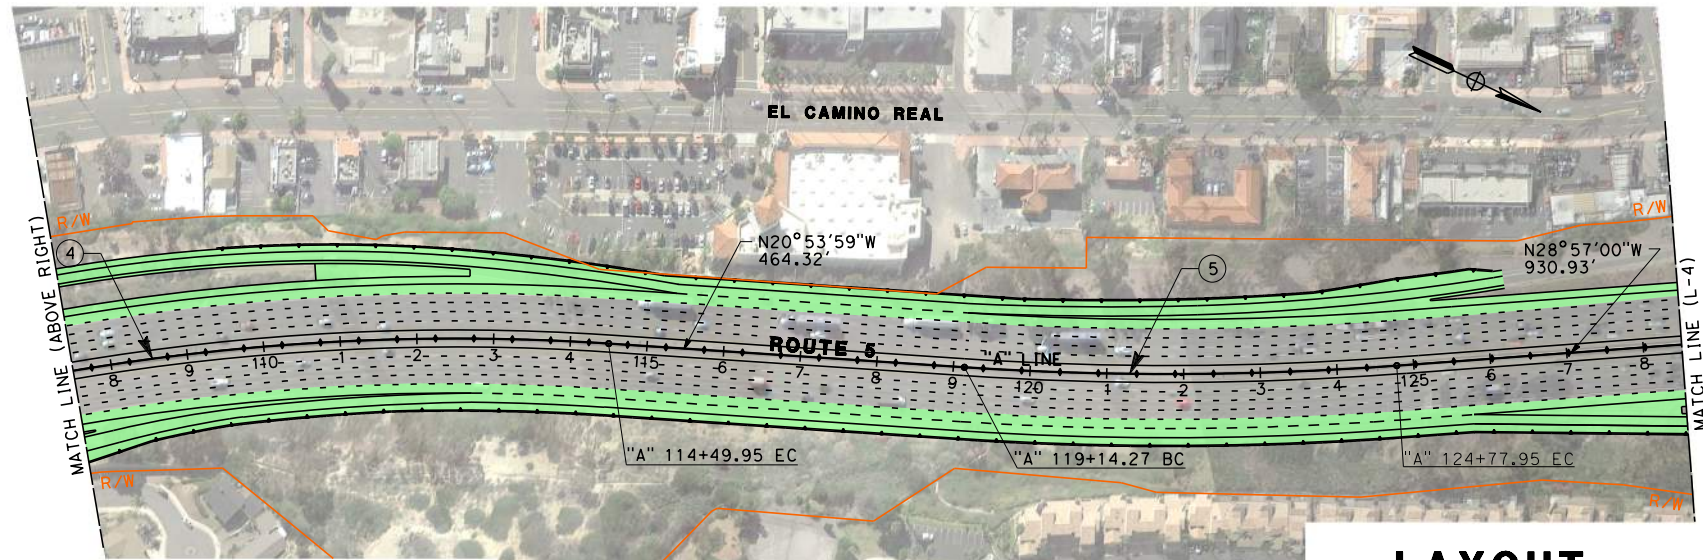 EL CAMINO REAL
R/W
R/W
4
MATCH LINE (ABOVE RIGHT)
N20°53'59"W
464.32'
5
N28°57'00"W
930.93'
MATCH LINE (L-4)
ROUTE 5
"A" LINE
8 9 110 1 2 3 4 115 6 7 8 9 120 1 2 3 4 125 6 7 8
"A" 114+49.95 EC
"A" 119+14.27 BC
"A" 124+77.95 EC
R/W
R/W
LAYOUT